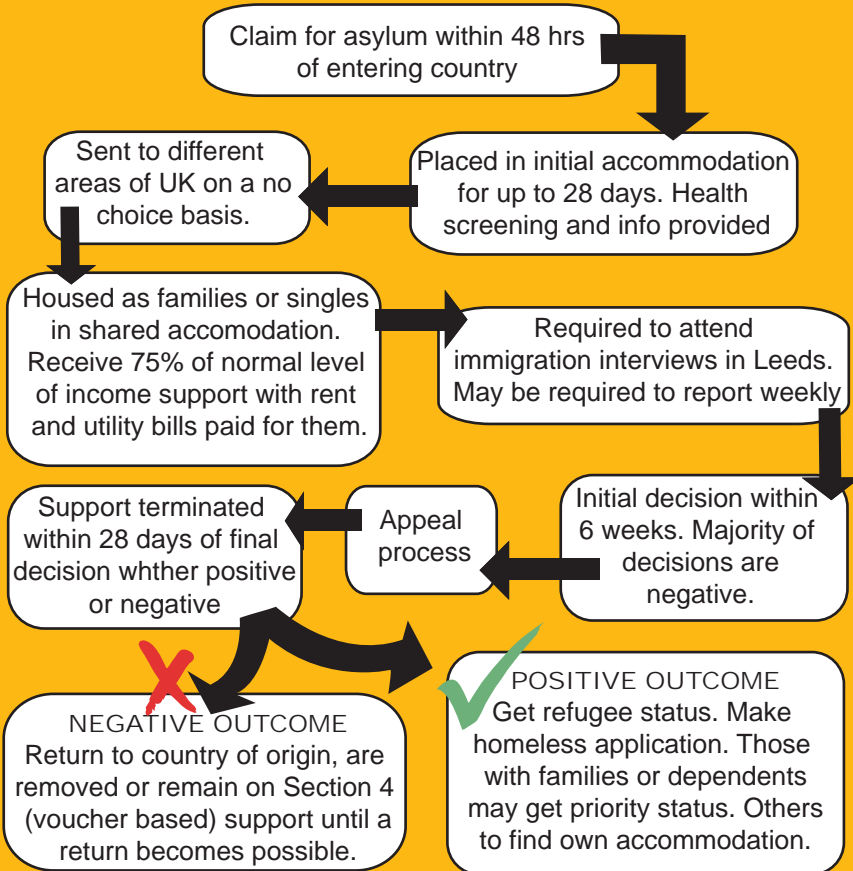 Claim for asylum within 48 hrs
of entering country
Placed in initial accommodation
for up to 28 days. Health
screening and info provided
Sent to different
areas of UK on a no
choice basis.
Housed as families or singles
in shared accomodation.
Receive 75% of normal level
of income support with rent
and utility bills paid for them.
Required to attend
immigration interviews in Leeds.
May be required to report weekly
Initial decision within
6 weeks. Majority of
decisions are
negative.
Appeal
process
Support terminated
within 28 days of final
decision whther positive
or negative
NEGATIVE OUTCOME
Return to country of origin, are
removed or remain on Section 4
(voucher based) support until a
return becomes possible.
POSITIVE OUTCOME
Get refugee status. Make
homeless application. Those
with families or dependents
may get priority status. Others
to find own accommodation.